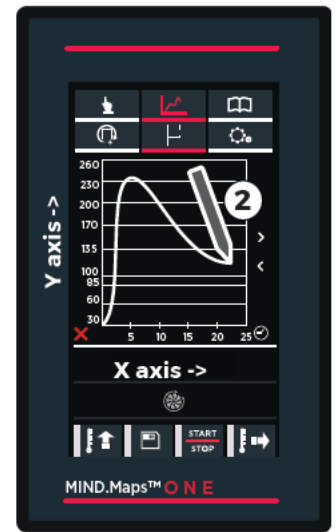 260
230
200
2
170
135
100
85
60
30
5 10 15 20 25
Y axis ->
X axis ->
START
STOP
MIND.Maps™ ONE